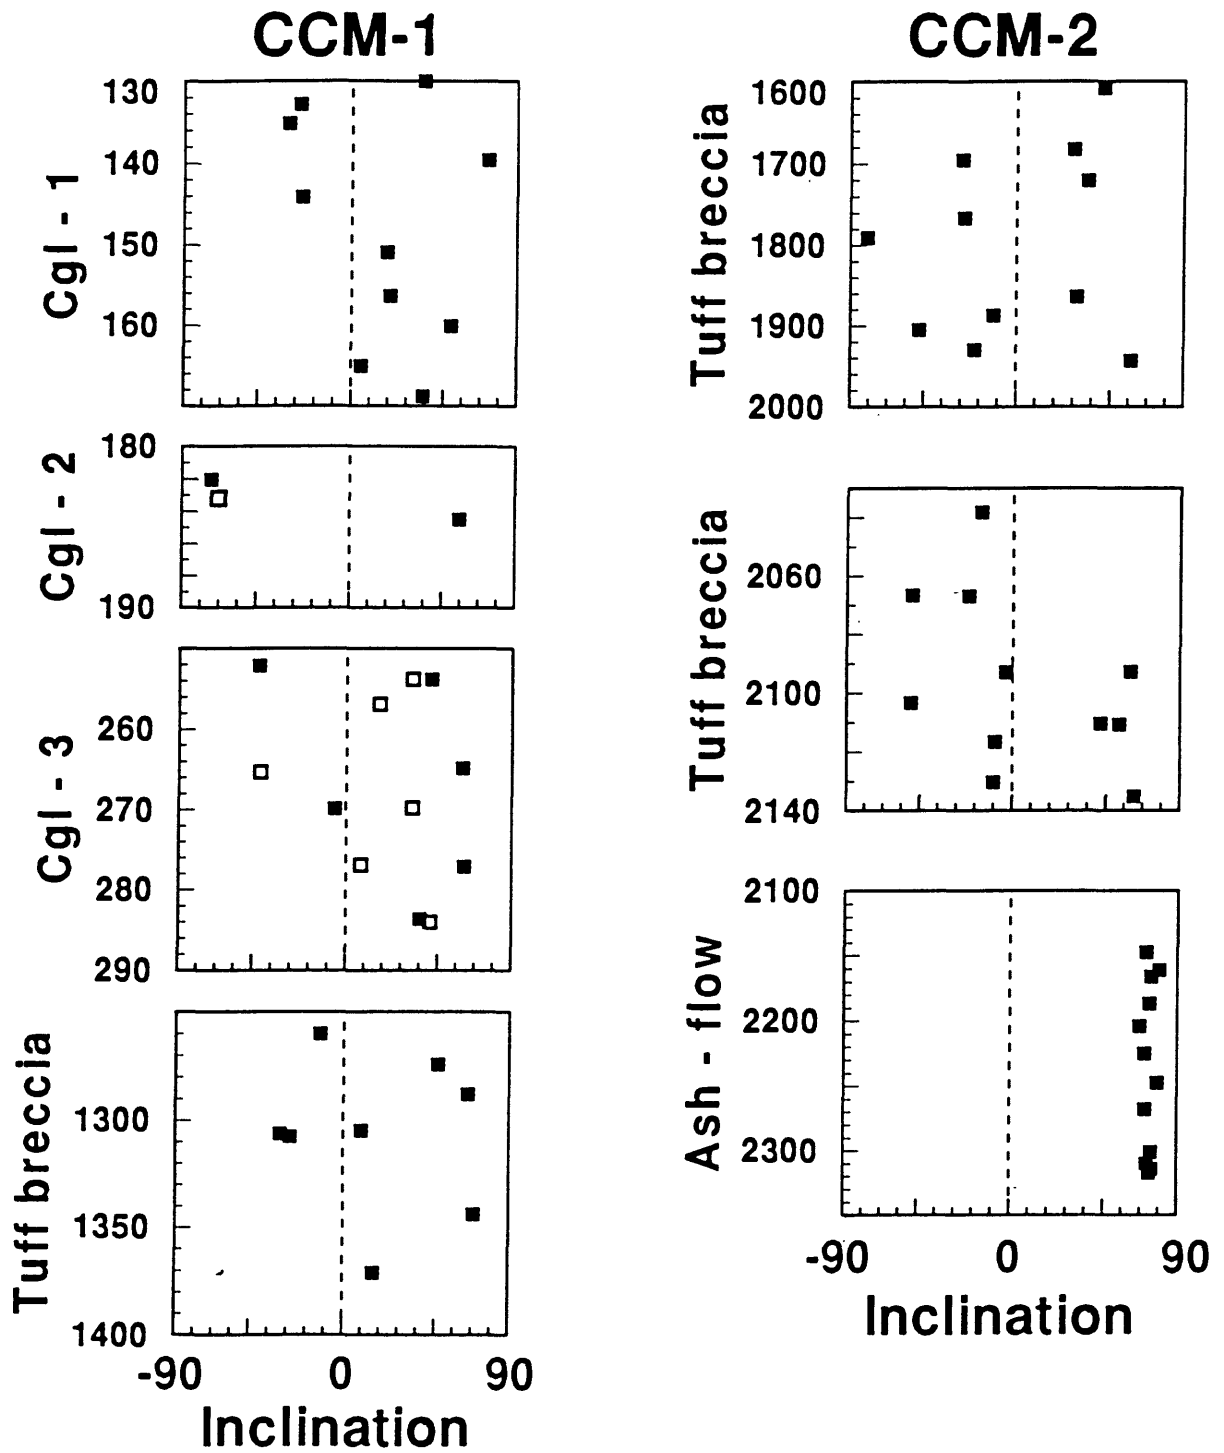 CCM-1
Cgl - 1
130
140
150
160
Cgl - 2
180
190
Cgl - 3
260
270
280
290
Tuff breccia
1300
1350
1400
-90 0 90
Inclination
CCM-2
Tuff breccia
1600
1700
1800
1900
2000
Tuff breccia
2060
2100
2140
Ash - flow
2100
2200
2300
-90 0 90
Inclination